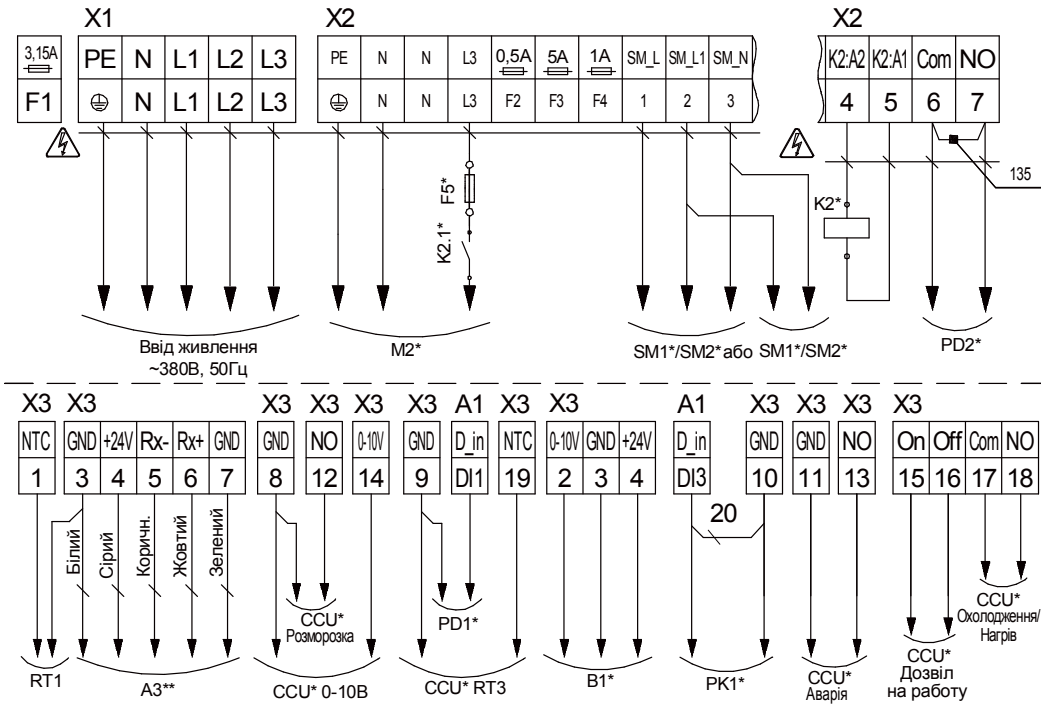 X1 X2 X2
3,15A PE N L1 L2 L3 PE N N L3 0,5A 5A 1A SM_L SM_L1 SM_N K2:A2 K2:A1 Com NO
F1 N L1 L2 L3 N N L3 F2 F3 F4 1 2 3 4 5 6 7
F5*
K2.1*
K2*
135
Ввід живлення
~380В, 50Гц
M2*
SM1*/SM2* або SM1*/SM2*
PD2*
X3 X3 X3 X3 X3 X3 A1 X3 X3 A1 X3 X3 X3 X3
NTC GND +24V Rx- Rx+ GND GND NO 0-10V GND D_in NTC 0-10V GND +24V D_in GND GND NO On Off Com NO
1 3 4 5 6 7 8 12 14 9 DI1 19 2 3 4 DI3 10 11 13 15 16 17 18
20
Білий
Сірий
Коричн.
Жовтий
Зелений
CCU*
Розморозка
PD1*
CCU*
Охолодження/
Нагрів
RT1
A3**
CCU* 0-10В
CCU* RT3
B1*
PK1*
CCU*
Аварія
CCU*
Дозвіл
на работу